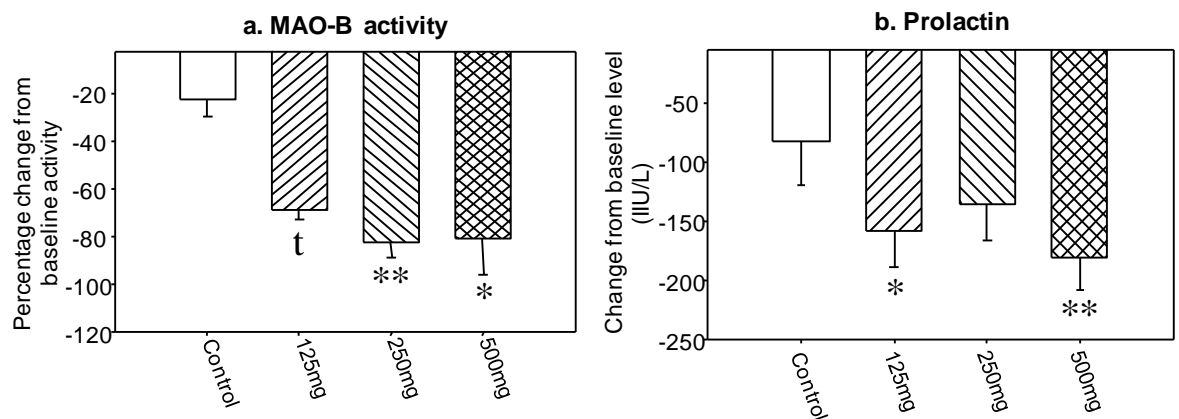 a. MAO-B activity
Percentage change from
baseline activity
-20
-40
-60
-80
-100
-120
t
**
*
Control
125mg
250mg
500mg
b. Prolactin
Change from baseline level
(IIU/L)
-50
-100
-150
-200
-250
*
**
Control
125mg
250mg
500mg